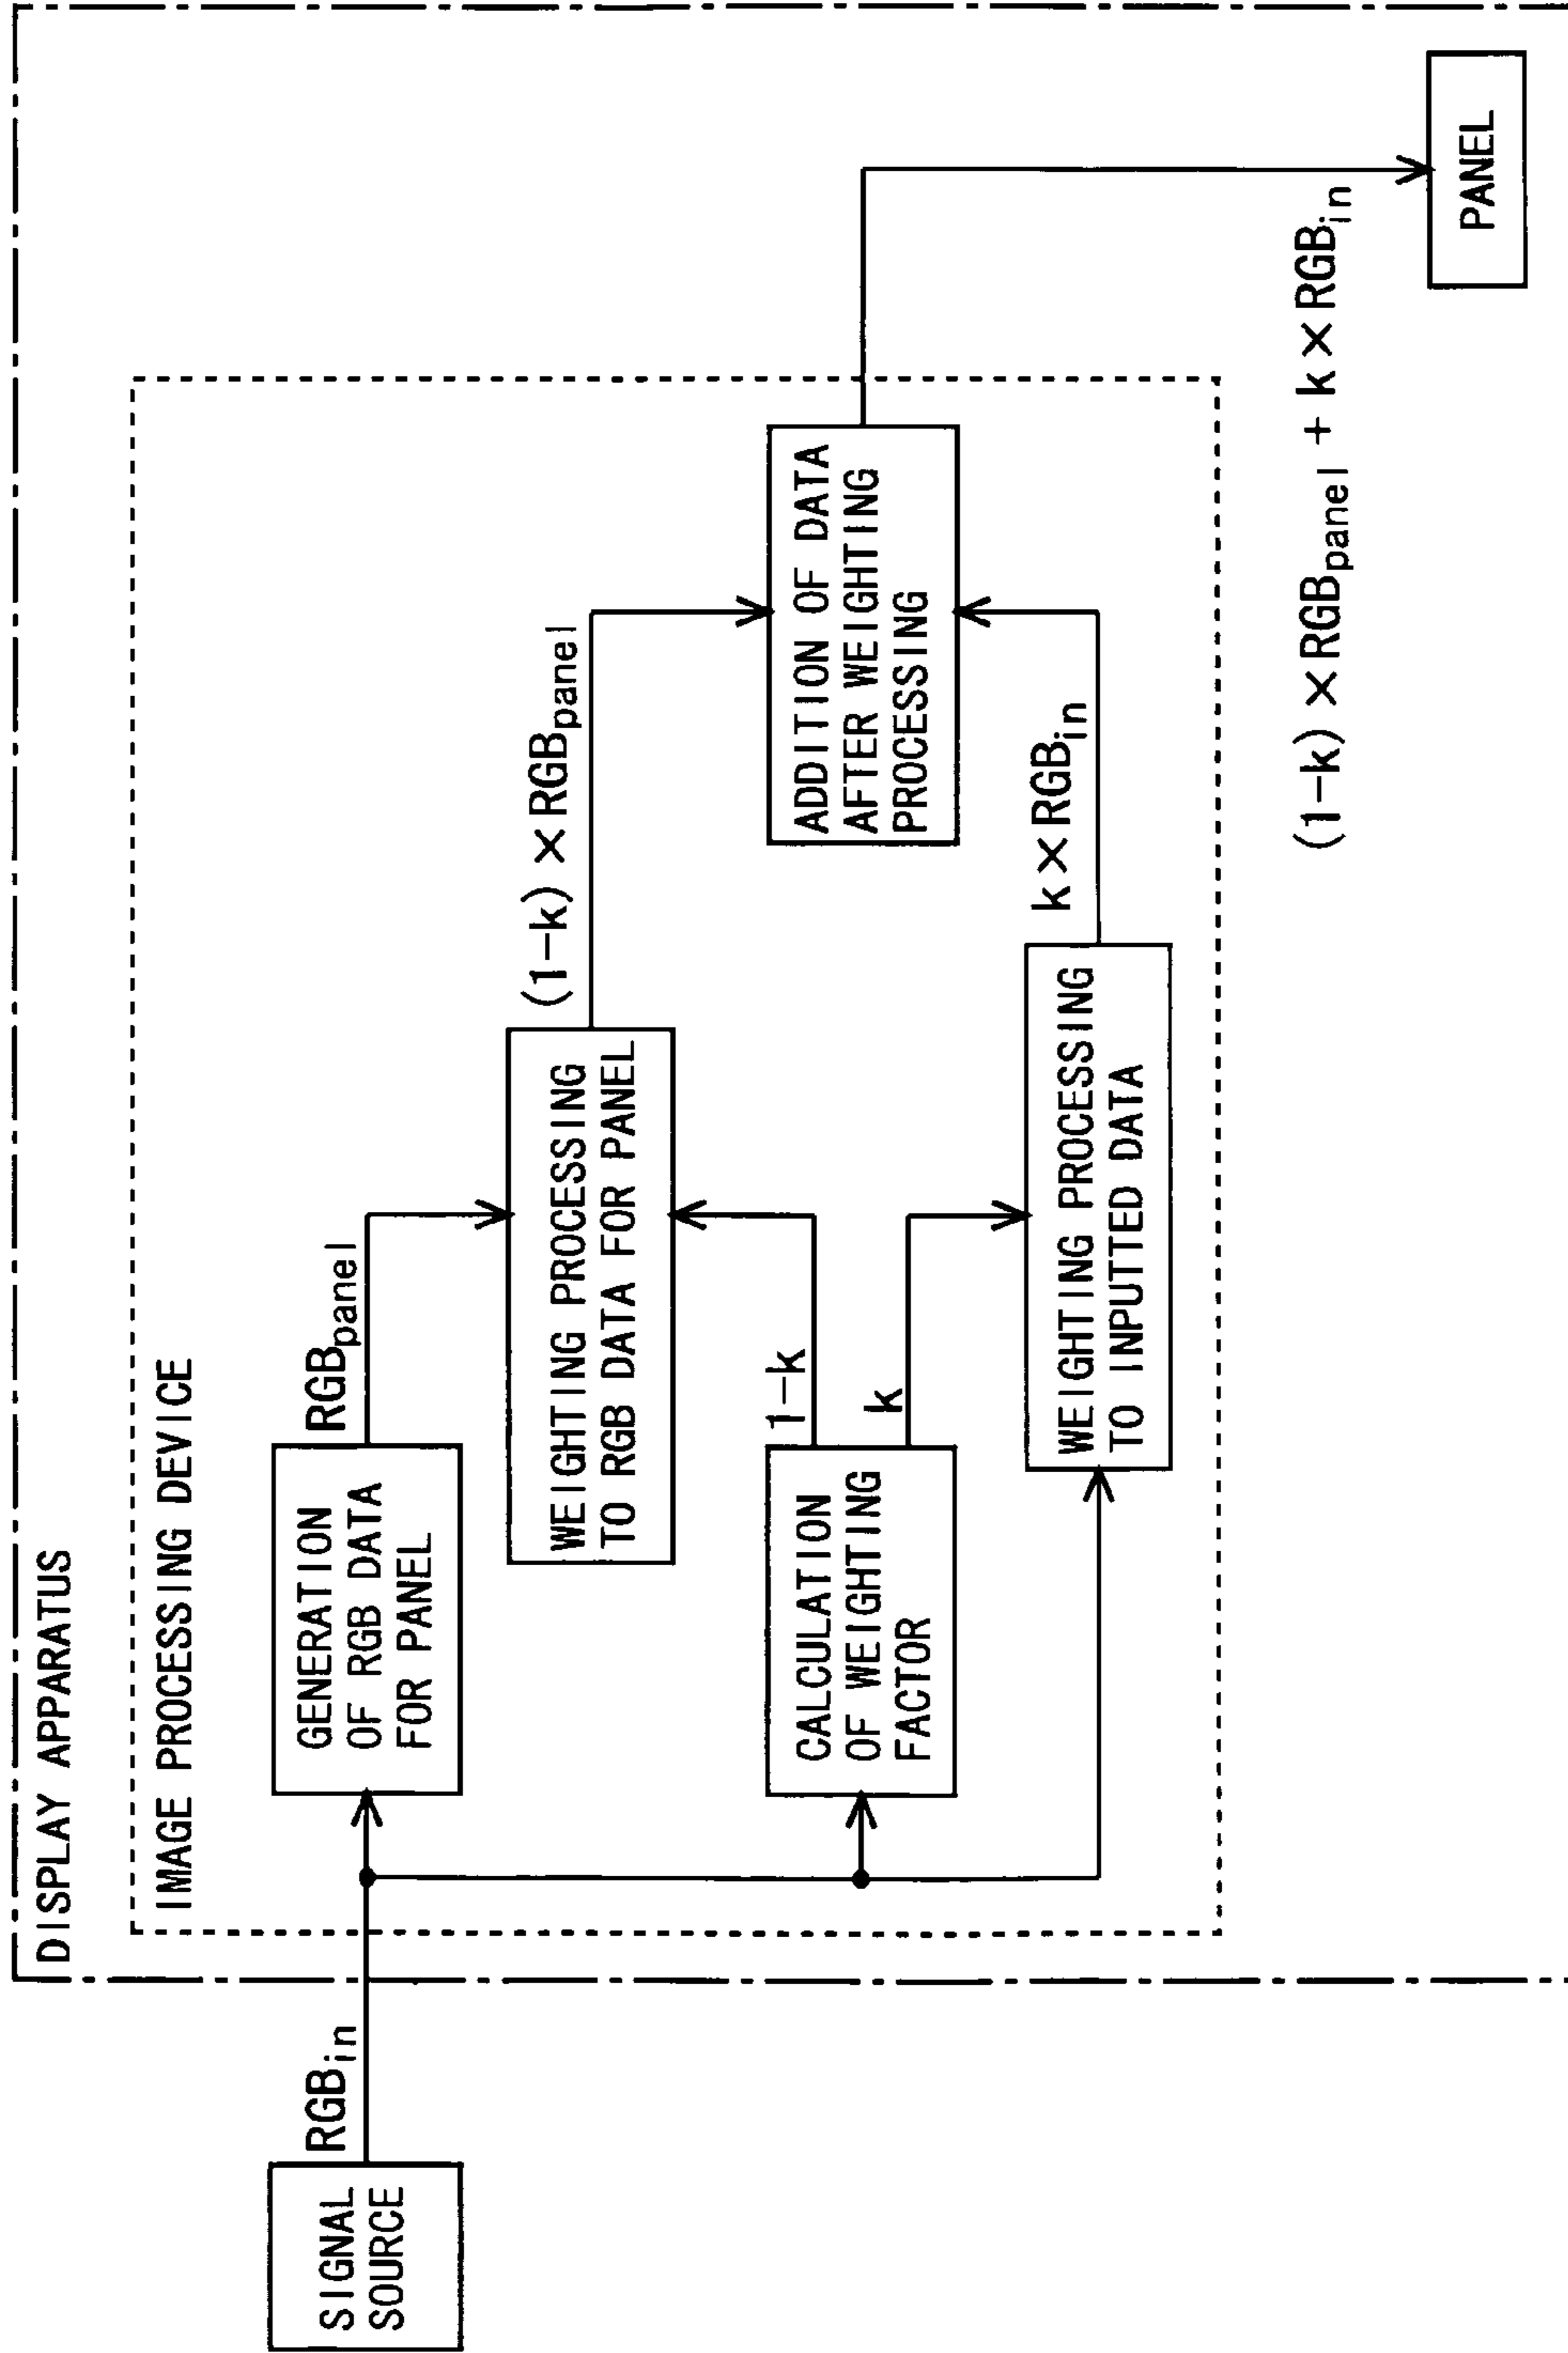 DISPLAY APPARATUS
IMAGE PROCESSING DEVICE
SIGNAL
SOURCE
RGBin
GENERATION
OF RGB DATA
FOR PANEL
RGBpanel
WEIGHTING PROCESSING
TO RGB DATA FOR PANEL
(1-k)×RGBpanel
CALCULATION
OF WEIGHTING
FACTOR
1-k
k
WEIGHTING PROCESSING
TO INPUTTED DATA
k×RGBin
ADDITION OF DATA
AFTER WEIGHTING
PROCESSING
(1-k)×RGBpanel + k×RGBin
PANEL